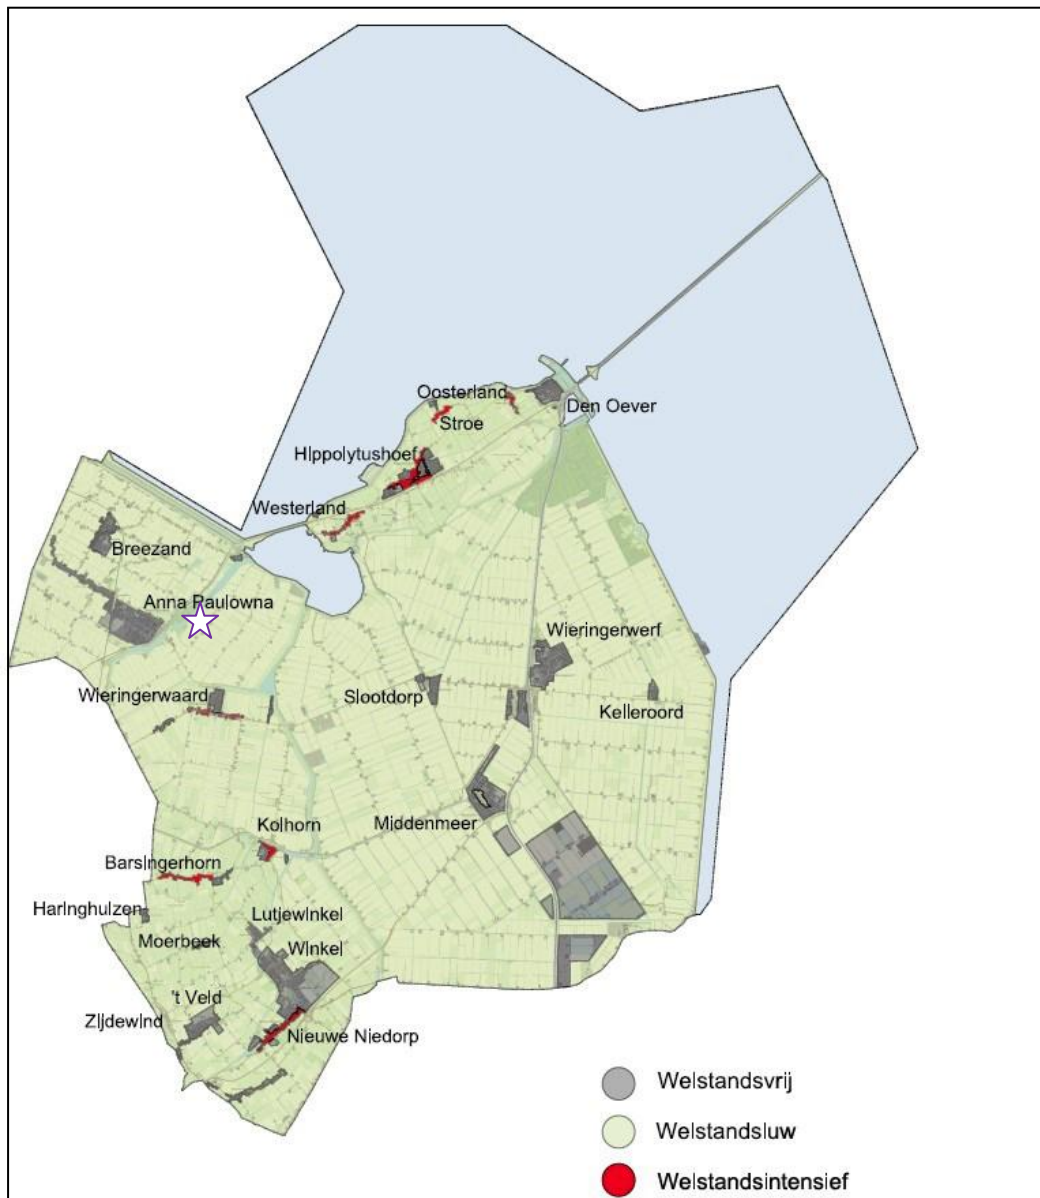 Oosterland
Den Oever
Stroe
Hippolytushoef
Westerland
Breezand
Anna Paulowna
Wieringerwerf
Wieringerwaard
Slootdorp
Kelleroord
Middenmeer
Kolhorn
Barsingerhorn
Haringhuizen
Lutjewinkel
Moerbeek
Winkel
't Veld
Zijdewind
Nieuwe Niedorp
Welstandsvrij
Welstandsluw
Welstandsintensief